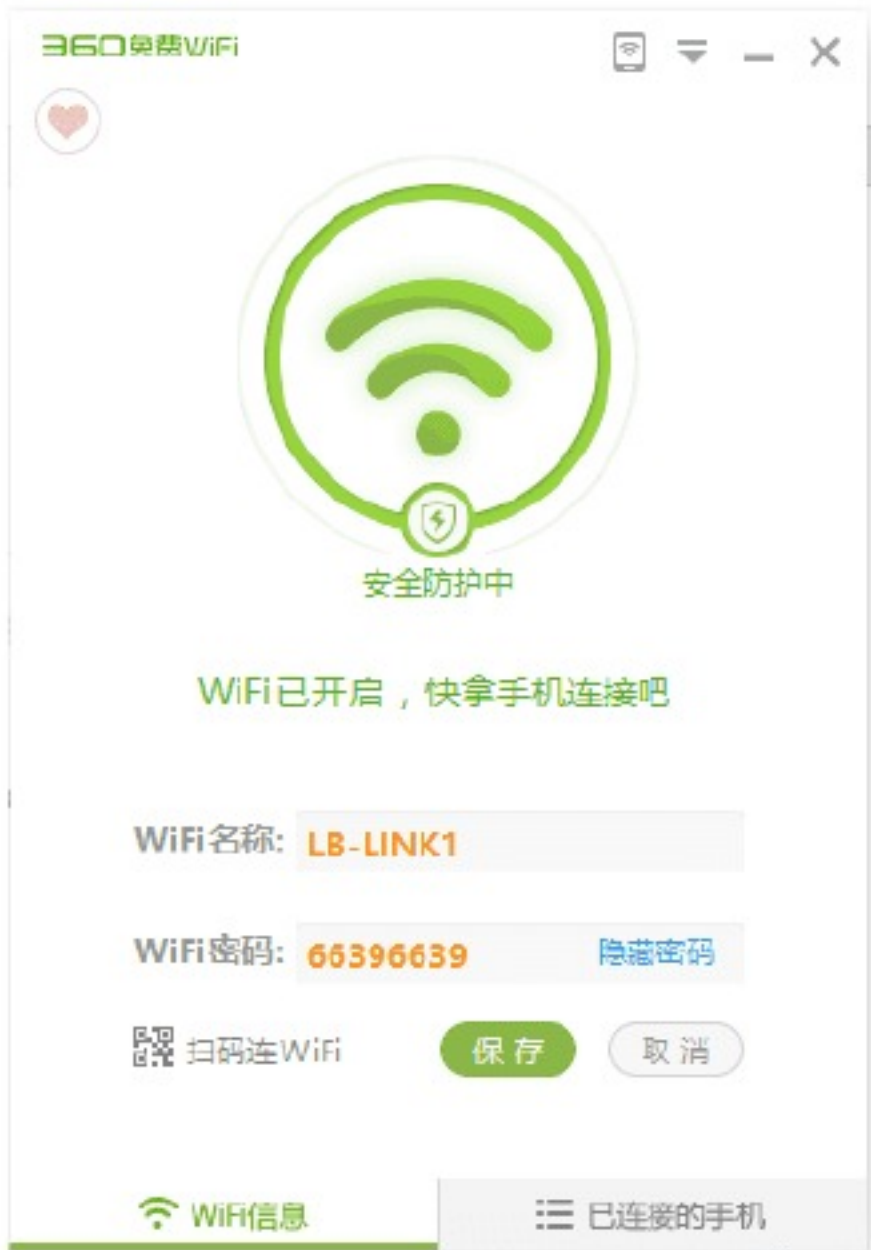 360免费WiFi
安全防护中
WiFi已开启，快拿手机连接吧
WiFi名称: LB-LINK1
WiFi密码: 66396639 隐藏密码
扫码连WiFi 保存 取消
WiFi信息 已连接的手机